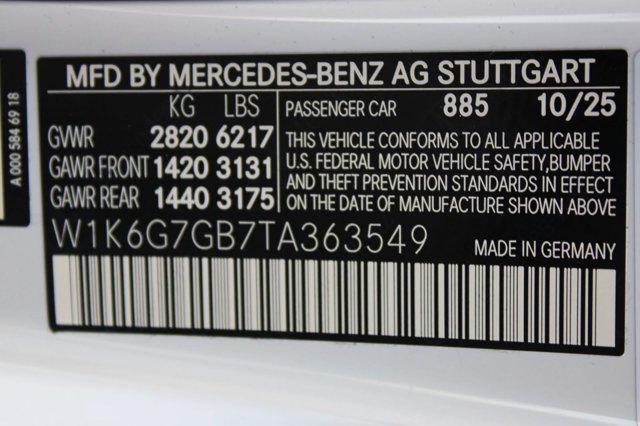 MFD BY MERCEDES-BENZ AG STUTTGART
KG LBS
GVWR 2820 6217
GAWR FRONT 1420 3131
GAWR REAR 1440 3175
PASSENGER CAR 885 10/25
THIS VEHICLE CONFORMS TO ALL APPLICABLE
U.S. FEDERAL MOTOR VEHICLE SAFETY,BUMPER
AND THEFT PREVENTION STANDARDS IN EFFECT
ON THE DATE OF MANUFACTURE SHOWN ABOVE
W1K6G7GB7TA363549
MADE IN GERMANY
A 000 584 69 18